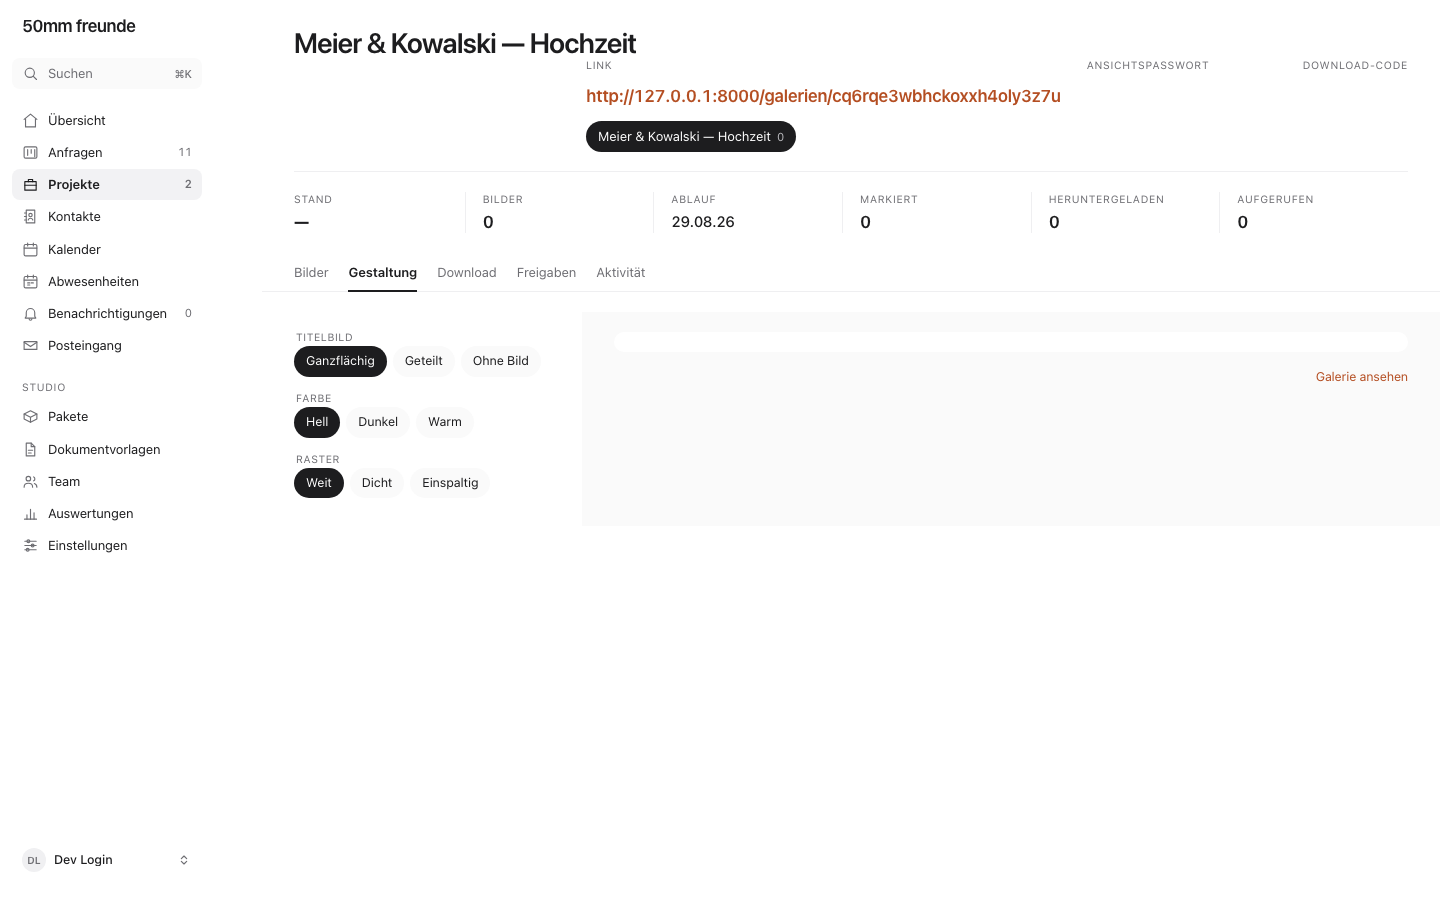 50mm freunde
Suchen ⌘K
Übersicht
Anfragen 11
Projekte 2
Kontakte
Kalender
Abwesenheiten
Benachrichtigungen 0
Posteingang
STUDIO
Pakete
Dokumentvorlagen
Team
Auswertungen
Einstellungen
DL Dev Login
Meier & Kowalski — Hochzeit
LINK ANSICHTSPASSWORT DOWNLOAD-CODE
http://127.0.0.1:8000/galerien/cq6rqe3wbhckoxxh4oly3z7u
Meier & Kowalski — Hochzeit 0
STAND BILDER ABLAUF MARKIERT HERUNTERGELADEN AUFGERUFEN
— 0 29.08.26 0 0 0
Bilder Gestaltung Download Freigaben Aktivität
TITELBILD
Ganzflächig Geteilt Ohne Bild
FARBE
Hell Dunkel Warm
RASTER
Weit Dicht Einspaltig
Galerie ansehen